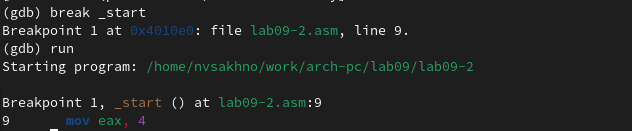 (gdb) break _start
Breakpoint 1 at 0x4010e0: file lab09-2.asm, line 9.
(gdb) run
Starting program: /home/nvsakhno/work/arch-pc/lab09/lab09-2
Breakpoint 1, _start () at lab09-2.asm:9
9 mov eax, 4